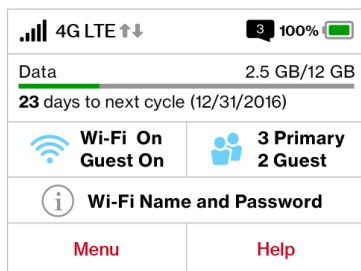 4G LTE 3 100%
Data 2.5 GB/12 GB
23 days to next cycle (12/31/2016)
Wi-Fi On 3 Primary
Guest On 2 Guest
i Wi-Fi Name and Password
Menu Help